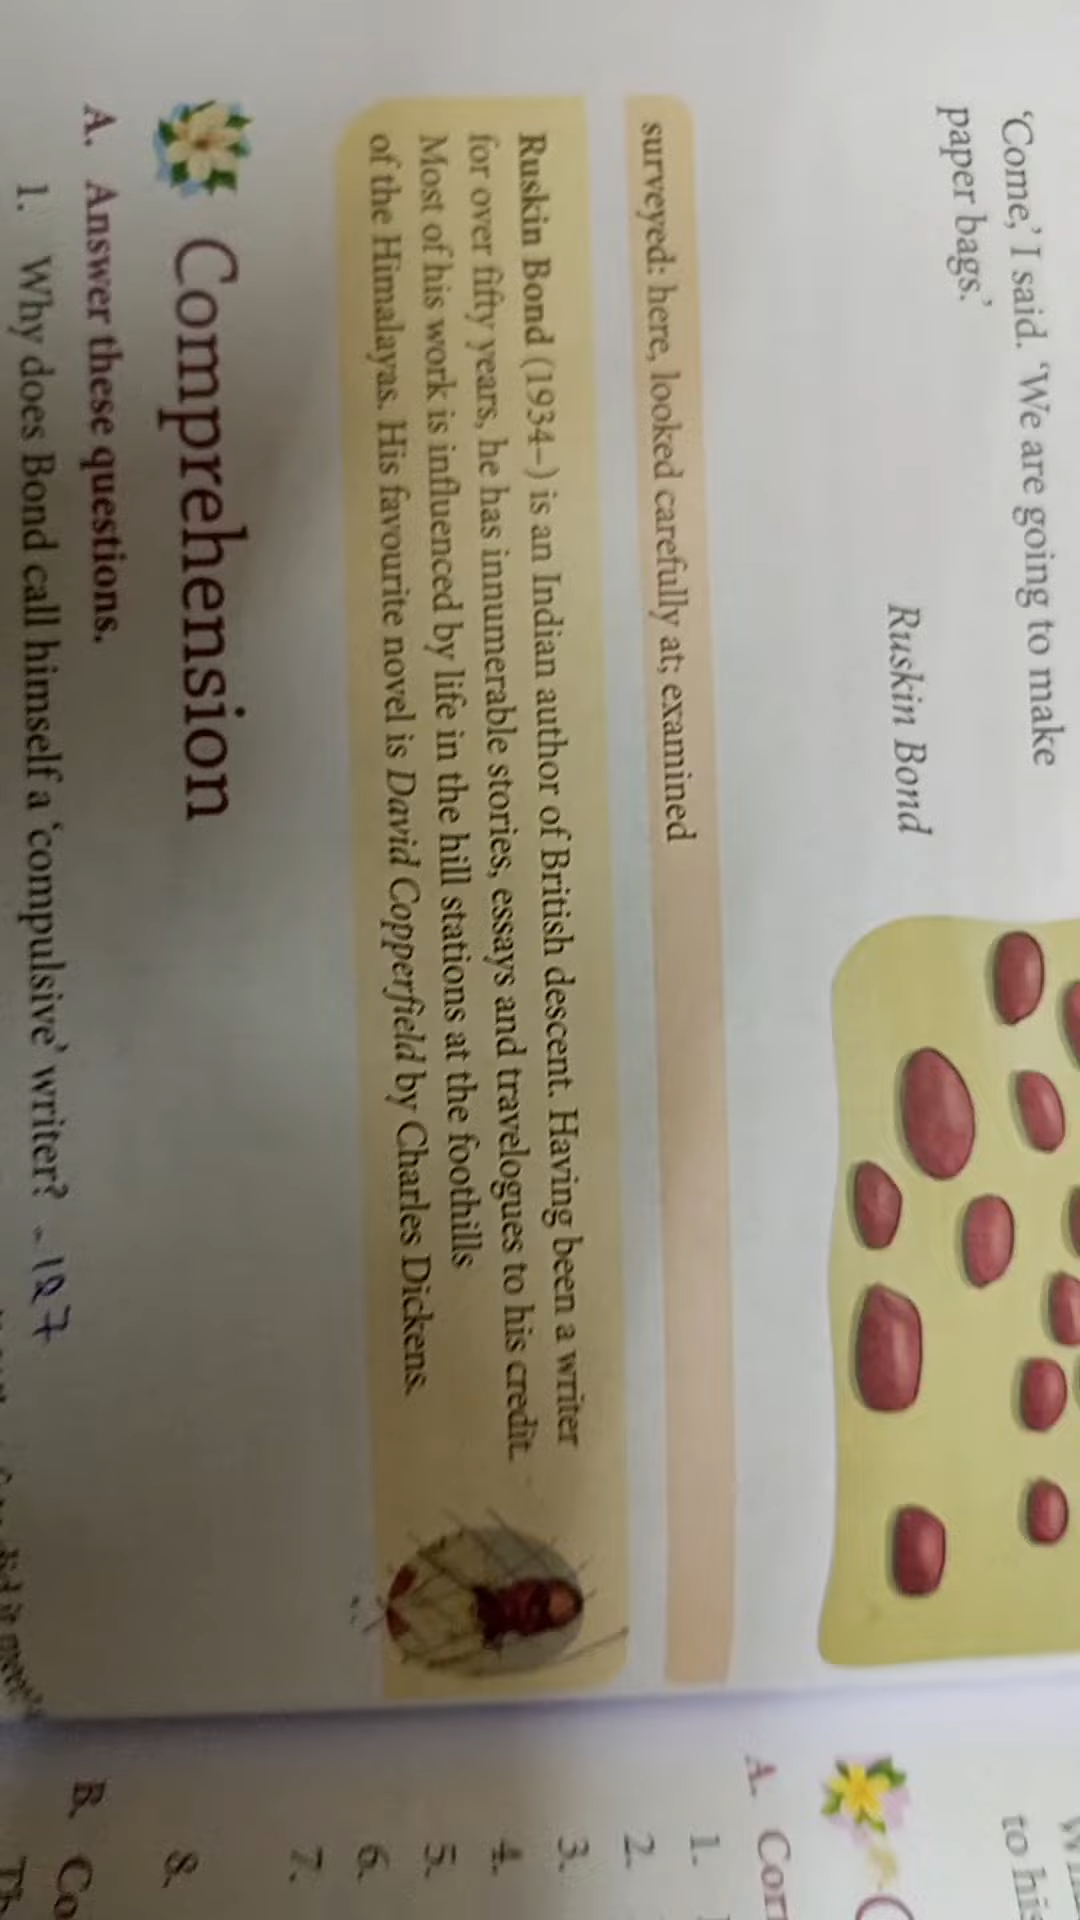 ‘Come,’ I said. ‘We are going to make
paper bags.’
Ruskin Bond
surveyed: here, looked carefully at; examined
Ruskin Bond (1934–) is an Indian author of British descent. Having been a writer
for over fifty years, he has innumerable stories, essays and travelogues to his credit.
Most of his work is influenced by life in the hill stations at the foothills
of the Himalayas. His favourite novel is David Copperfield by Charles Dickens.
Comprehension
A. Answer these questions.
1. Why does Bond call himself a ‘compulsive’ writer? - 127
did it
to his
A.
1.
2.
3.
4.
5.
6.
7.
8.
B. Co